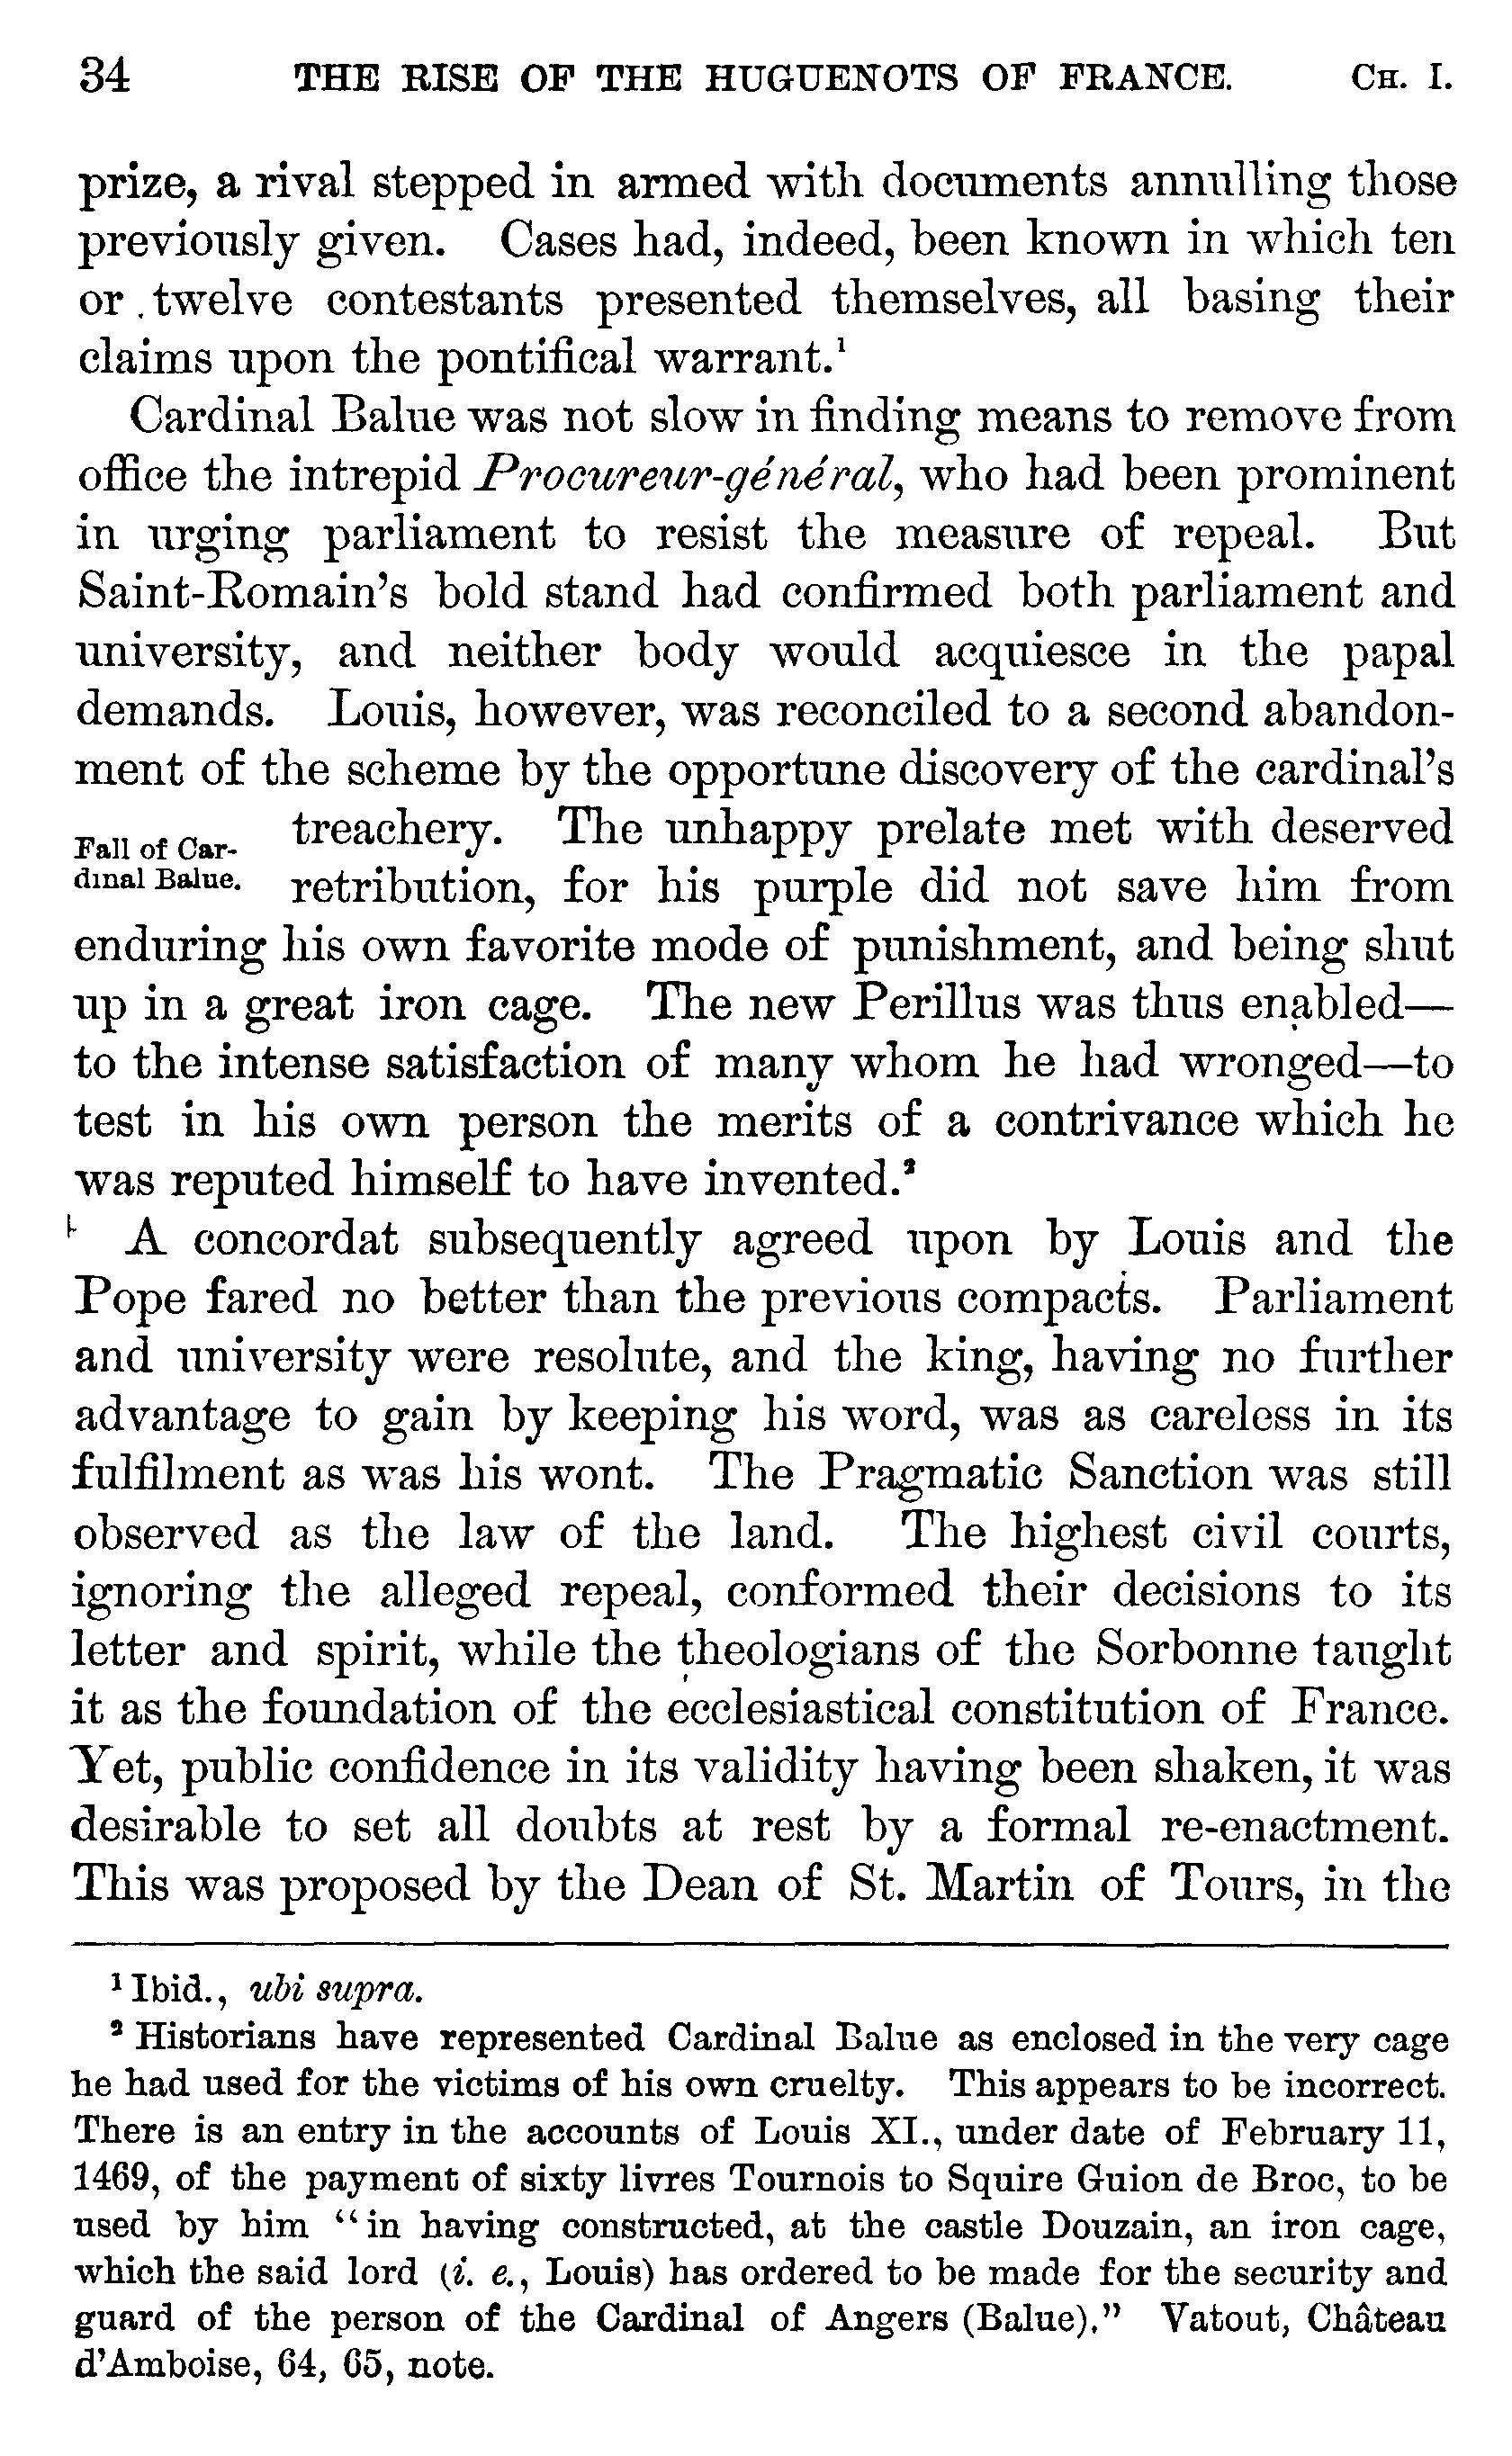 34 THE RISE OF THE HUGUENOTS OF FRANCE. CH. I.
prize, a rival stepped in armed with documents annulling those
previously given. Cases had, indeed, been known in which ten
or twelve contestants presented themselves, all basing their
claims upon the pontifical warrant.¹
Cardinal Balue was not slow in finding means to remove from
office the intrepid Procureur-général, who had been prominent
in urging parliament to resist the measure of repeal. But
Saint-Romain's bold stand had confirmed both parliament and
university, and neither body would acquiesce in the papal
demands. Louis, however, was reconciled to a second abandon-
ment of the scheme by the opportune discovery of the cardinal's
Fall of Car-
dinal Balue.
treachery. The unhappy prelate met with deserved
retribution, for his purple did not save him from
enduring his own favorite mode of punishment, and being shut
up in a great iron cage. The new Perillus was thus enabled—
to the intense satisfaction of many whom he had wronged—to
test in his own person the merits of a contrivance which he
was reputed himself to have invented.²
A concordat subsequently agreed upon by Louis and the
Pope fared no better than the previous compacts. Parliament
and university were resolute, and the king, having no further
advantage to gain by keeping his word, was as careless in its
fulfilment as was his wont. The Pragmatic Sanction was still
observed as the law of the land. The highest civil courts,
ignoring the alleged repeal, conformed their decisions to its
letter and spirit, while the theologians of the Sorbonne taught
it as the foundation of the ecclesiastical constitution of France.
Yet, public confidence in its validity having been shaken, it was
desirable to set all doubts at rest by a formal re-enactment.
This was proposed by the Dean of St. Martin of Tours, in the
¹ Ibid., ubi supra.
² Historians have represented Cardinal Balue as enclosed in the very cage
he had used for the victims of his own cruelty. This appears to be incorrect.
There is an entry in the accounts of Louis XI., under date of February 11,
1469, of the payment of sixty livres Tournois to Squire Guion de Broc, to be
used by him "in having constructed, at the castle Douzain, an iron cage,
which the said lord (i. e., Louis) has ordered to be made for the security and
guard of the person of the Cardinal of Angers (Balue)." Vatout, Château
d'Amboise, 64, 65, note.